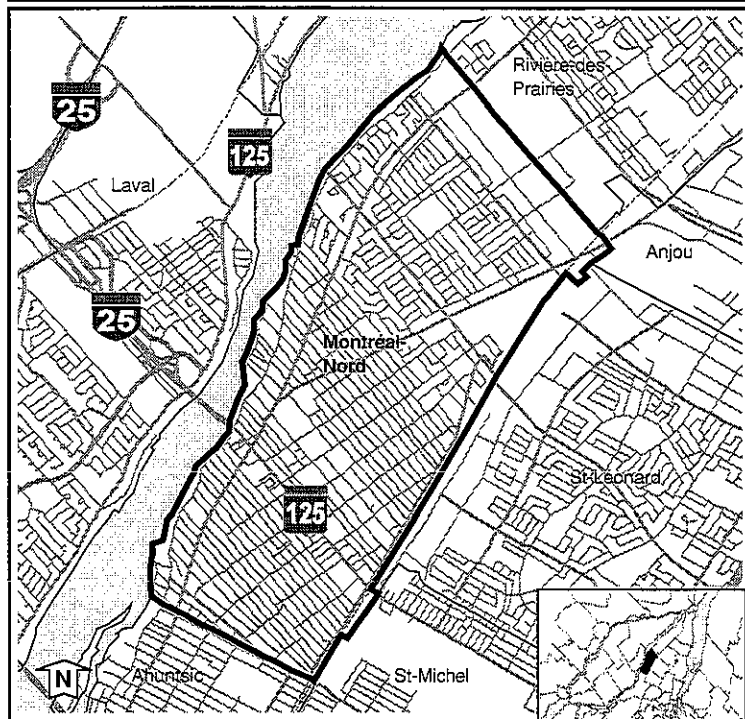 Rivière-des
Prairies
25
125
Laval
Anjou
25
Montréal-
Nord
St-Léonard
125
N
Ahuntsic
St-Michel